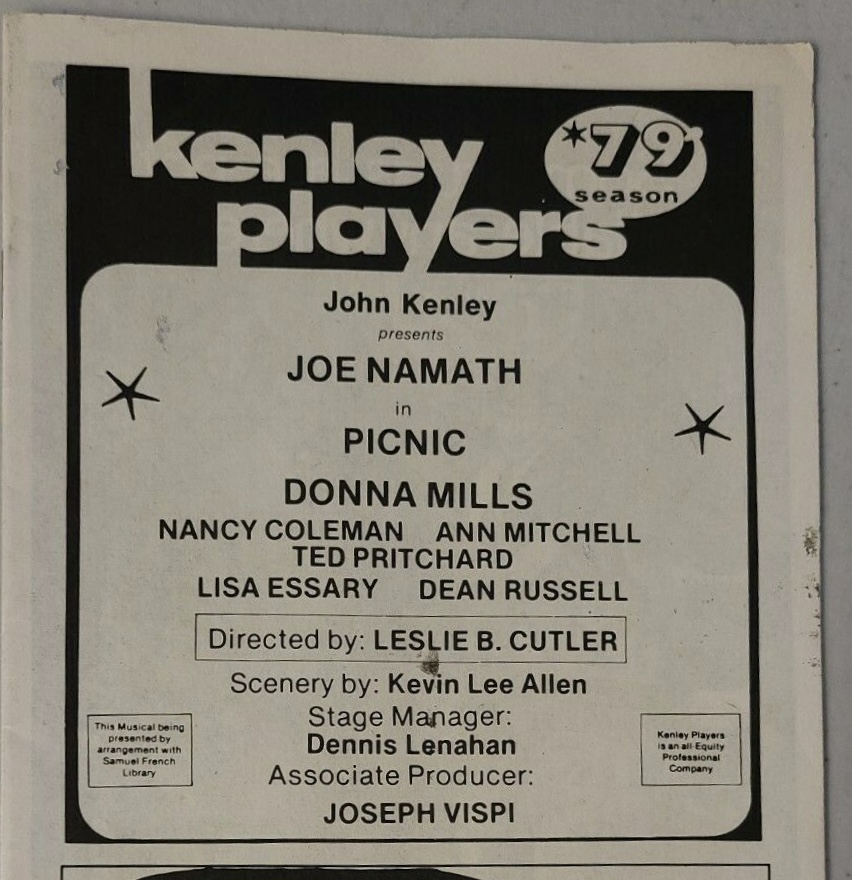 kenley
players
*79'
season
John Kenley
presents
JOE NAMATH
in
PICNIC
DONNA MILLS
NANCY COLEMAN ANN MITCHELL
TED PRITCHARD
LISA ESSARY DEAN RUSSELL
Directed by: LESLIE B. CUTLER
Scenery by: Kevin Lee Allen
Stage Manager:
Dennis Lenahan
Associate Producer:
JOSEPH VISPI
This Musical being
presented by
arrangement with
Samuel French
Library
Kenley Players
is an all Equity
Professional
Company